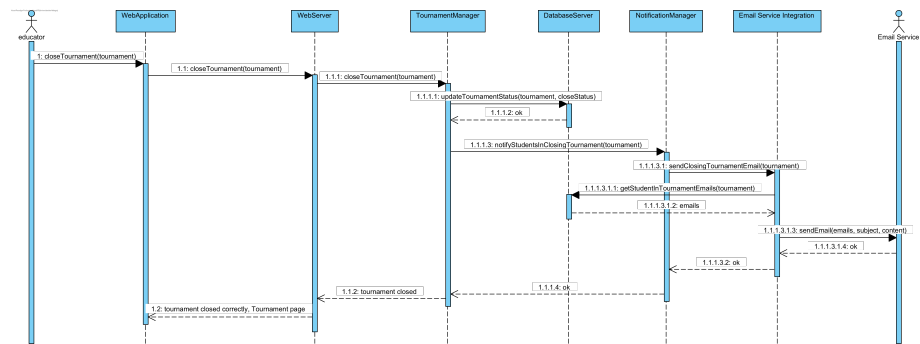 WebApplication
WebServer
TournamentManager
DatabaseServer
NotificationManager
Email Service Integration
educator
Email Service
1: closeTournament(tournament)
1.1: closeTournament(tournament)
1.1.1: closeTournament(tournament)
1.1.1.1: updateTournamentStatus(tournament, closeStatus)
1.1.1.2: ok
1.1.1.3: notifyStudentsInClosingTournament(tournament)
1.1.1.3.1: sendClosingTournamentEmail(tournament)
1.1.1.3.1.1: getStudentInTournamentEmails(tournament)
1.1.1.3.1.2: emails
1.1.1.3.1.3: sendEmail(emails, subject, content)
1.1.1.3.1.4: ok
1.1.1.3.2: ok
1.1.1.4: ok
1.1.2: tournament closed
1.2: tournament closed correctly, Tournament page